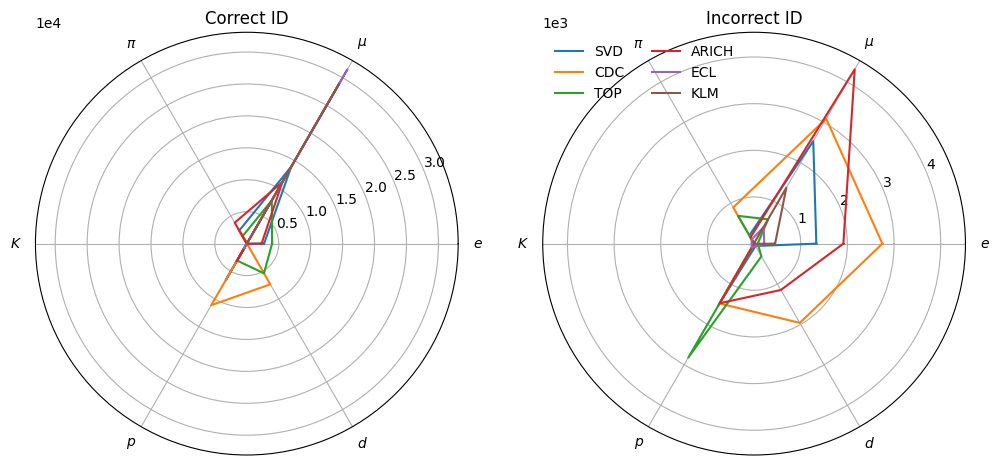 Correct ID
1e4
π
μ
K
e
p
d
0.5
1.0
1.5
2.0
2.5
3.0
Incorrect ID
1e3
π
μ
K
e
p
d
1
2
3
4
SVD
CDC
TOP
ARICH
ECL
KLM